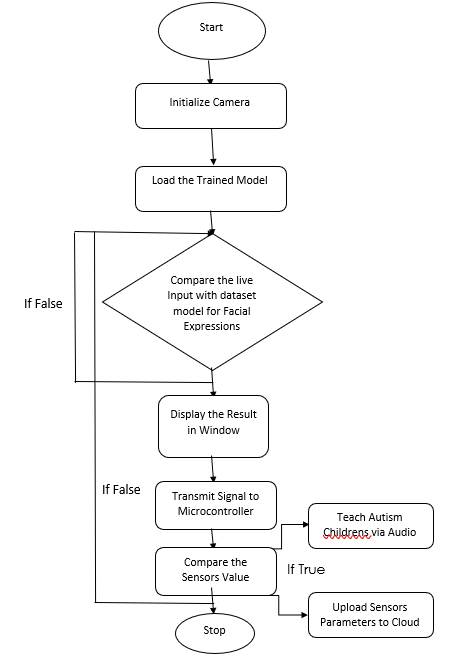 Start
Initialize Camera
Load the Trained Model
Compare the live
Input with dataset
model for Facial
Expressions
If False
Display the Result
in Window
If False
Transmit Signal to
Microcontroller
Teach Autism
Childrens via Audio
Compare the
Sensors Value
If True
Upload Sensors
Parameters to Cloud
Stop